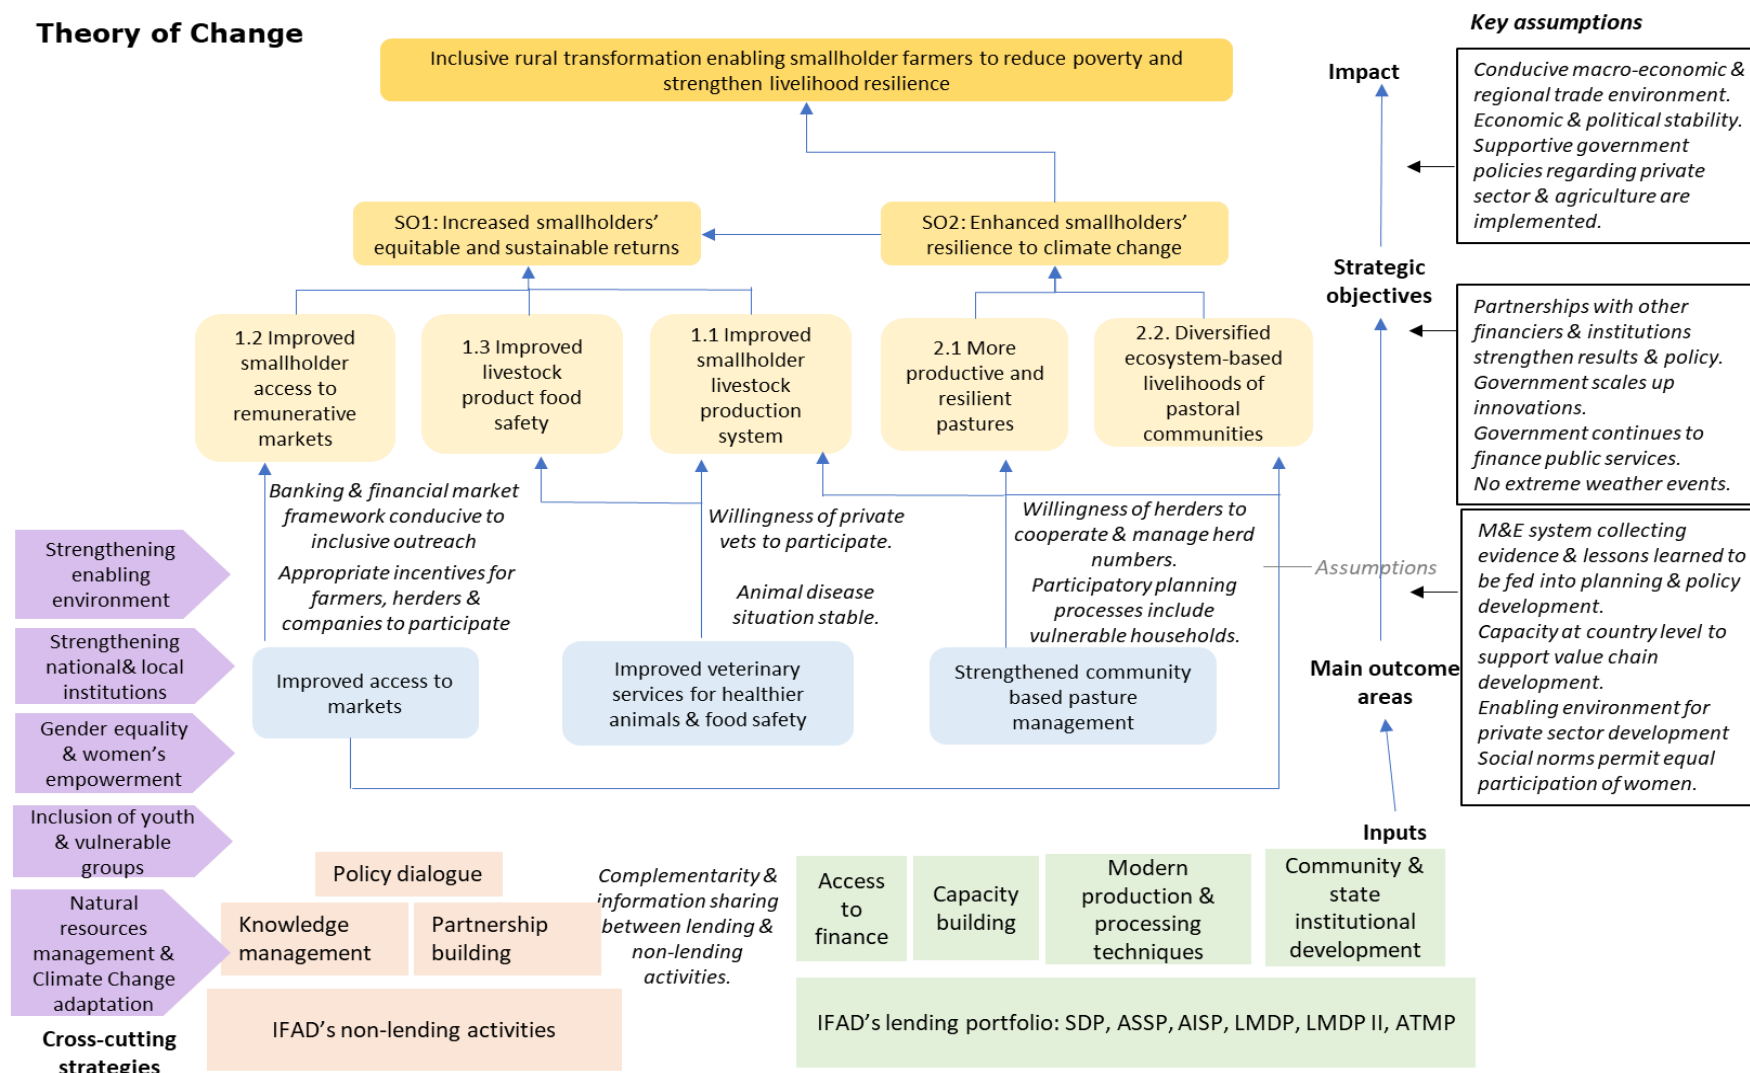 Theory of Change
Key assumptions
Inclusive rural transformation enabling smallholder farmers to reduce poverty and
strengthen livelihood resilience
Impact
Conducive macro-economic &
regional trade environment.
Economic & political stability.
Supportive government
policies regarding private
sector & agriculture are
implemented.
SO1: Increased smallholders’
equitable and sustainable returns
SO2: Enhanced smallholders’
resilience to climate change
Strategic
objectives
1.2 Improved
smallholder
access to
remunerative
markets
1.3 Improved
livestock
product food
safety
1.1 Improved
smallholder
livestock
production
system
2.1 More
productive and
resilient
pastures
2.2. Diversified
ecosystem-based
livelihoods of
pastoral
communities
Partnerships with other
financiers & institutions
strengthen results & policy.
Government scales up
innovations.
Government continues to
finance public services.
No extreme weather events.
Banking & financial market
framework conducive to
inclusive outreach
Appropriate incentives for
farmers, herders &
companies to participate
Willingness of private
vets to participate.
Animal disease
situation stable.
Willingness of herders to
cooperate & manage herd
numbers.
Participatory planning
processes include
vulnerable households.
Assumptions
M&E system collecting
evidence & lessons learned to
be fed into planning & policy
development.
Capacity at country level to
support value chain
development.
Enabling environment for
private sector development
Social norms permit equal
participation of women.
Strengthening
enabling
environment
Strengthening
national& local
institutions
Gender equality
& women’s
empowerment
Inclusion of youth
& vulnerable
groups
Natural
resources
management &
Climate Change
adaptation
Cross-cutting
strategies
Improved access to
markets
Improved veterinary
services for healthier
animals & food safety
Strengthened community
based pasture
management
Main outcome
areas
Inputs
Policy dialogue
Knowledge
management
Partnership
building
IFAD’s non-lending activities
Complementarity &
information sharing
between lending &
non-lending
activities.
Access
to
finance
Capacity
building
Modern
production &
processing
techniques
Community &
state
institutional
development
IFAD’s lending portfolio: SDP, ASSP, AISP, LMDP, LMDP II, ATMP